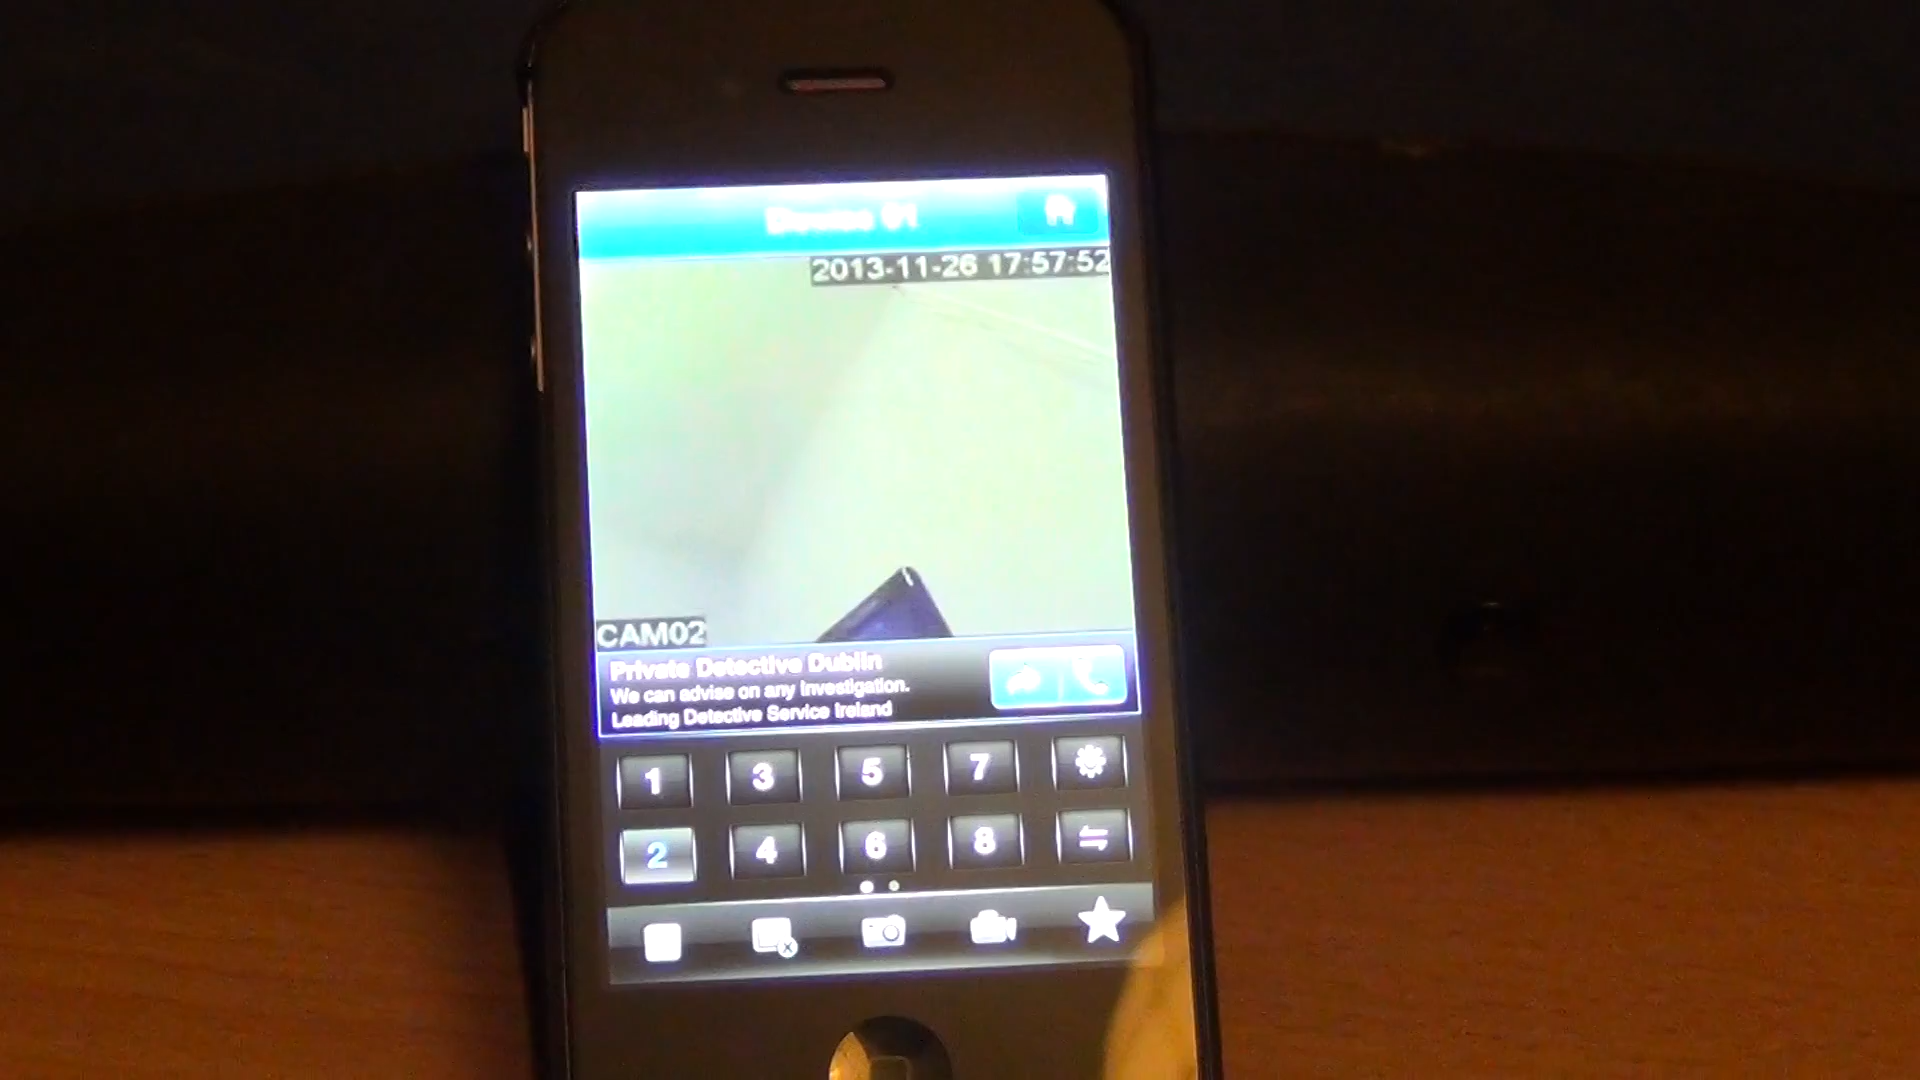 2013-11-26 17:57:52
CAM02
Private Detective Dublin
We can advise on any investigation.
Leading Detective Service Ireland
1 3 5 7
2 4 6 8